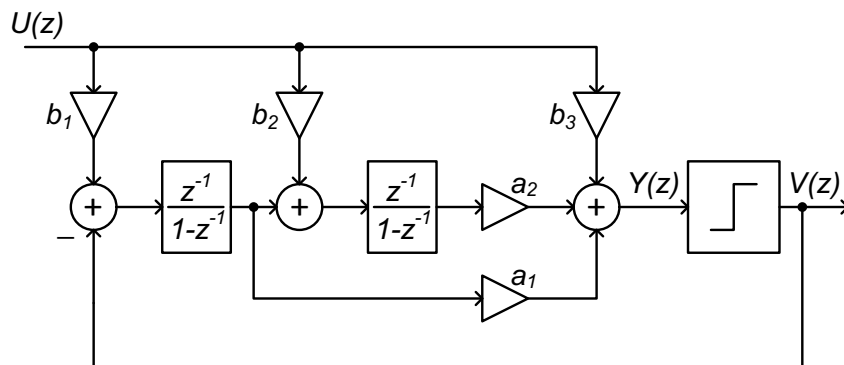 U(z)
b1
b2
b3
z-1
1-z-1
z-1
1-z-1
a2
Y(z)
V(z)
+
+
+
−
a1